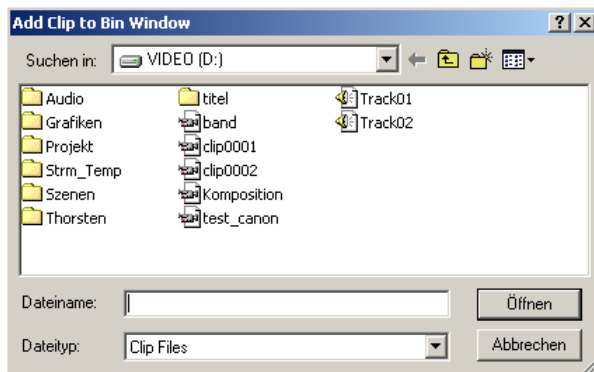 Add Clip to Bin Window
Suchen in: VIDEO (D:)
Audio titel Track01
Grafiken band Track02
Projekt clip0001
Strm_Temp clip0002
Szenen Komposition
Thorsten test_canon
Dateiname: Öffnen
Dateityp: Clip Files Abbrechen